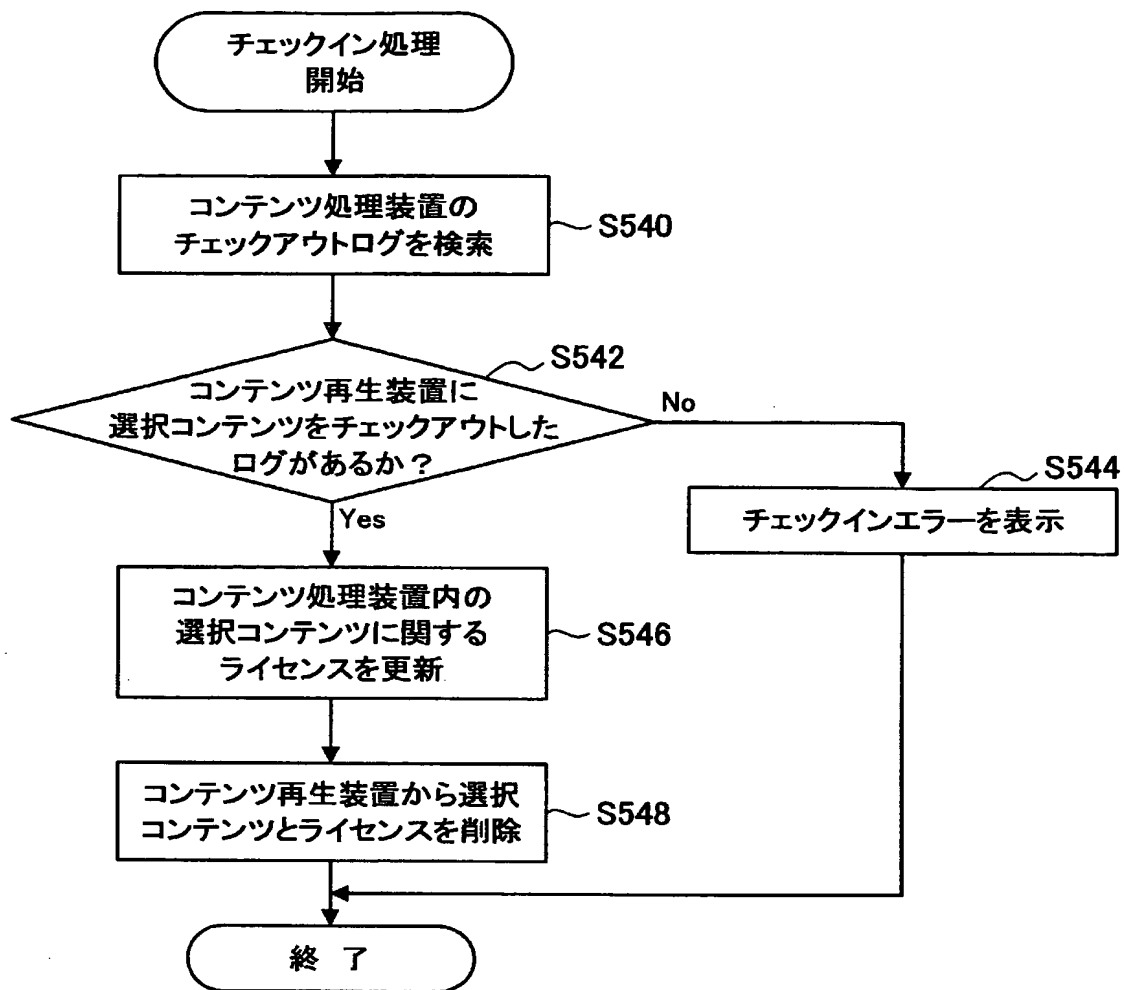 チェックイン処理
開始
コンテンツ処理装置の
チェックアウトログを検索
S540
S542
コンテンツ再生装置に
選択コンテンツをチェックアウトした
ログがあるか？
No
Yes
S544
チェックインエラーを表示
コンテンツ処理装置内の
選択コンテンツに関する
ライセンスを更新
S546
コンテンツ再生装置から選択
コンテンツとライセンスを削除
S548
終 了